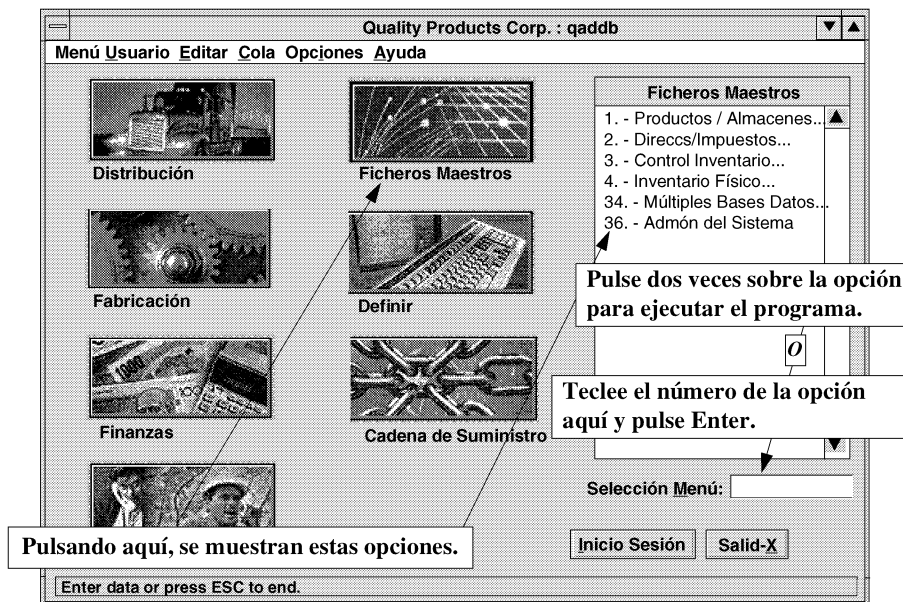 Quality Products Corp. : qaddb
Menú Usuario Editar Cola Opciones Ayuda
Distribución
Ficheros Maestros
Fabricación
Definir
Finanzas
Cadena de Suministro
Ficheros Maestros
1. - Productos / Almacenes...
2. - Direccs/Impuestos...
3. - Control Inventario...
4. - Inventario Físico...
34. - Múltiples Bases Datos...
36. - Admón del Sistema
Pulse dos veces sobre la opción
para ejecutar el programa.
O
Teclee el número de la opción
aquí y pulse Enter.
Selección Menú:
Pulsando aquí, se muestran estas opciones.
Inicio Sesión
Salid-X
Enter data or press ESC to end.